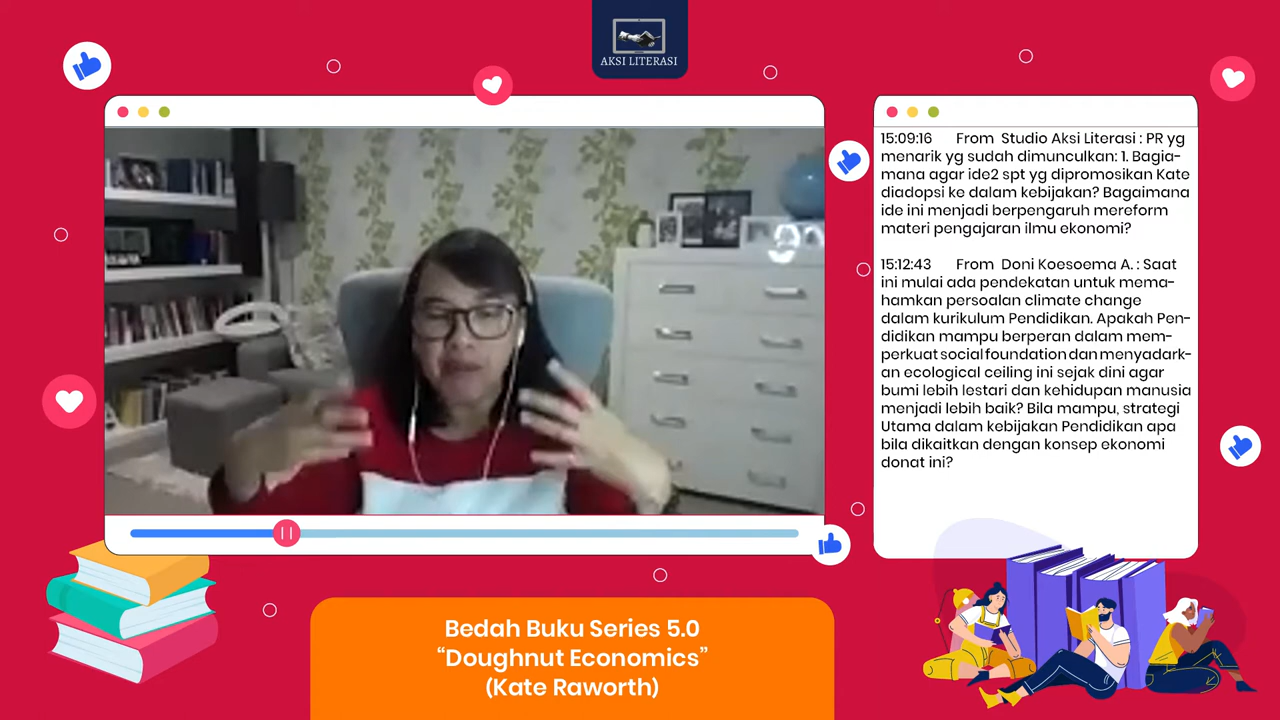 AKSI LITERASI
15:09:16 From Studio Aksi Literasi : PR yg
menarik yg sudah dimunculkan: 1. Bagia-
mana agar ide2 spt yg dipromosikan Kate
diadopsi ke dalam kebijakan? Bagaimana
ide ini menjadi berpengaruh mereform
materi pengajaran ilmu ekonomi?
15:12:43 From Doni Koesoema A. : Saat
ini mulai ada pendekatan untuk mema-
hamkan persoalan climate change
dalam kurikulum Pendidikan. Apakah Pen-
didikan mampu berperan dalam mem-
perkuat social foundation dan menyadark-
an ecological ceiling ini sejak dini agar
bumi lebih lestari dan kehidupan manusia
menjadi lebih baik? Bila mampu, strategi
Utama dalam kebijakan Pendidikan apa
bila dikaitkan dengan konsep ekonomi
donat ini?
Bedah Buku Series 5.0
“Doughnut Economics”
(Kate Raworth)